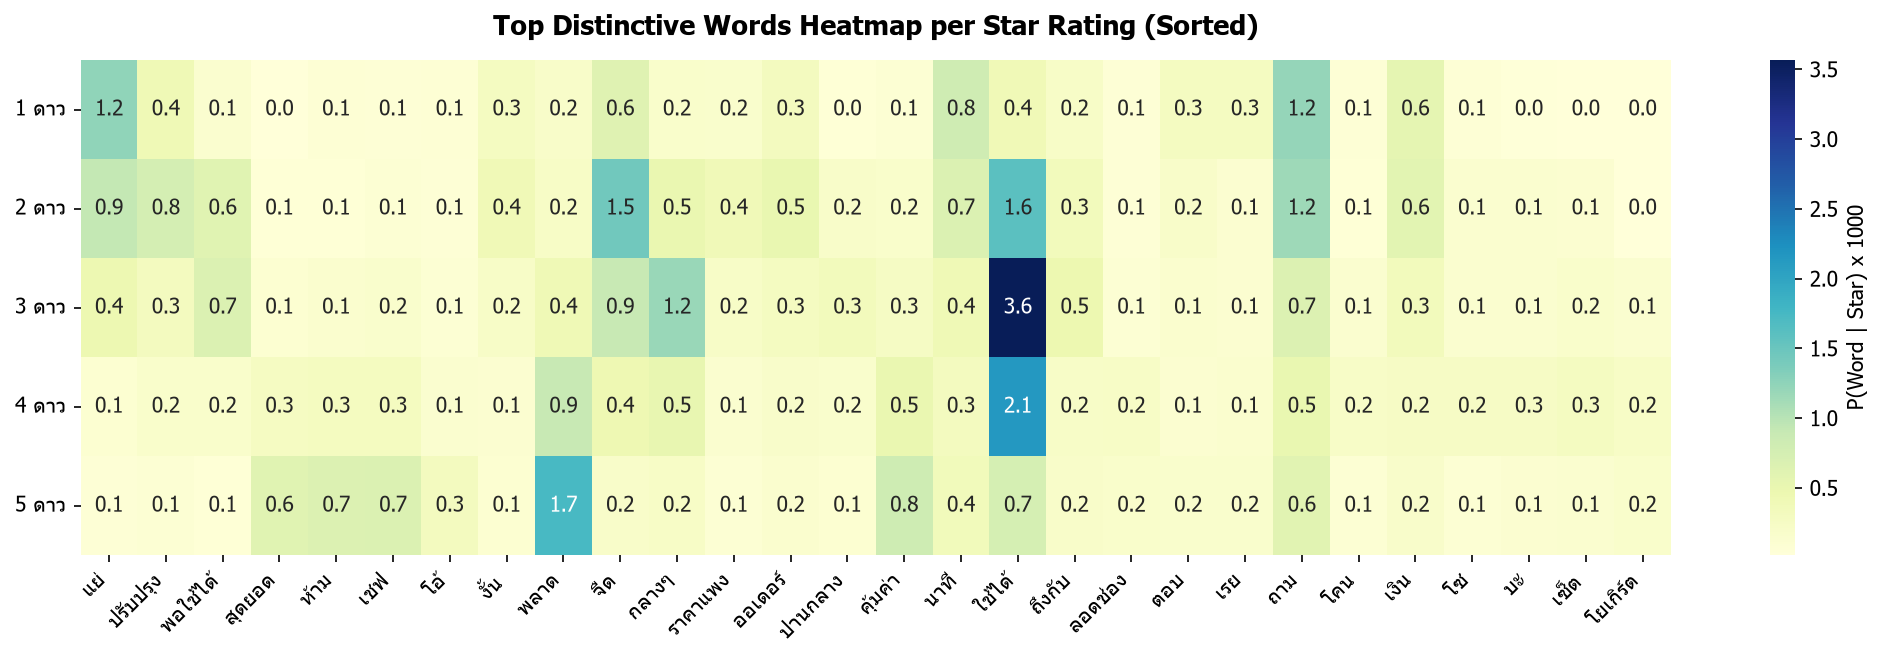 Top Distinctive Words Heatmap per Star Rating (Sorted)
1 ดาว 1.2 0.4 0.1 0.0 0.1 0.1 0.1 0.3 0.2 0.6 0.2 0.2 0.3 0.0 0.1 0.8 0.4 0.2 0.1 0.3 0.3 1.2 0.1 0.6 0.1 0.0 0.0 0.0
2 ดาว 0.9 0.8 0.6 0.1 0.1 0.1 0.1 0.4 0.2 1.5 0.5 0.4 0.5 0.2 0.2 0.7 1.6 0.3 0.1 0.2 0.1 1.2 0.1 0.6 0.1 0.1 0.1 0.0
3 ดาว 0.4 0.3 0.7 0.1 0.1 0.2 0.1 0.2 0.4 0.9 1.2 0.2 0.3 0.3 0.3 0.4 3.6 0.5 0.1 0.1 0.1 0.7 0.1 0.3 0.1 0.1 0.2 0.1
4 ดาว 0.1 0.2 0.2 0.3 0.3 0.3 0.1 0.1 0.9 0.4 0.5 0.1 0.2 0.2 0.5 0.3 2.1 0.2 0.2 0.1 0.1 0.5 0.2 0.2 0.2 0.3 0.3 0.2
5 ดาว 0.1 0.1 0.1 0.6 0.7 0.7 0.3 0.1 1.7 0.2 0.2 0.1 0.2 0.1 0.8 0.4 0.7 0.2 0.2 0.2 0.2 0.6 0.1 0.2 0.1 0.1 0.1 0.2
แย่ ปรับปรุง พอใช้ได้ สุดยอด ห้าม เชฟ โอ้ งั้น พลาด จืด กลางๆ ราคาแพง ออเดอร์ ปานกลาง คุ้มค่า นาที ใช้ได้ ถึงกับ ลอดช่อง ตอบ เรย ถาม โคน เงิน โช บะ เช็ด โยเกิร์ต
3.5
3.0
2.5
2.0
1.5
1.0
0.5
P(Word | Star) x 1000